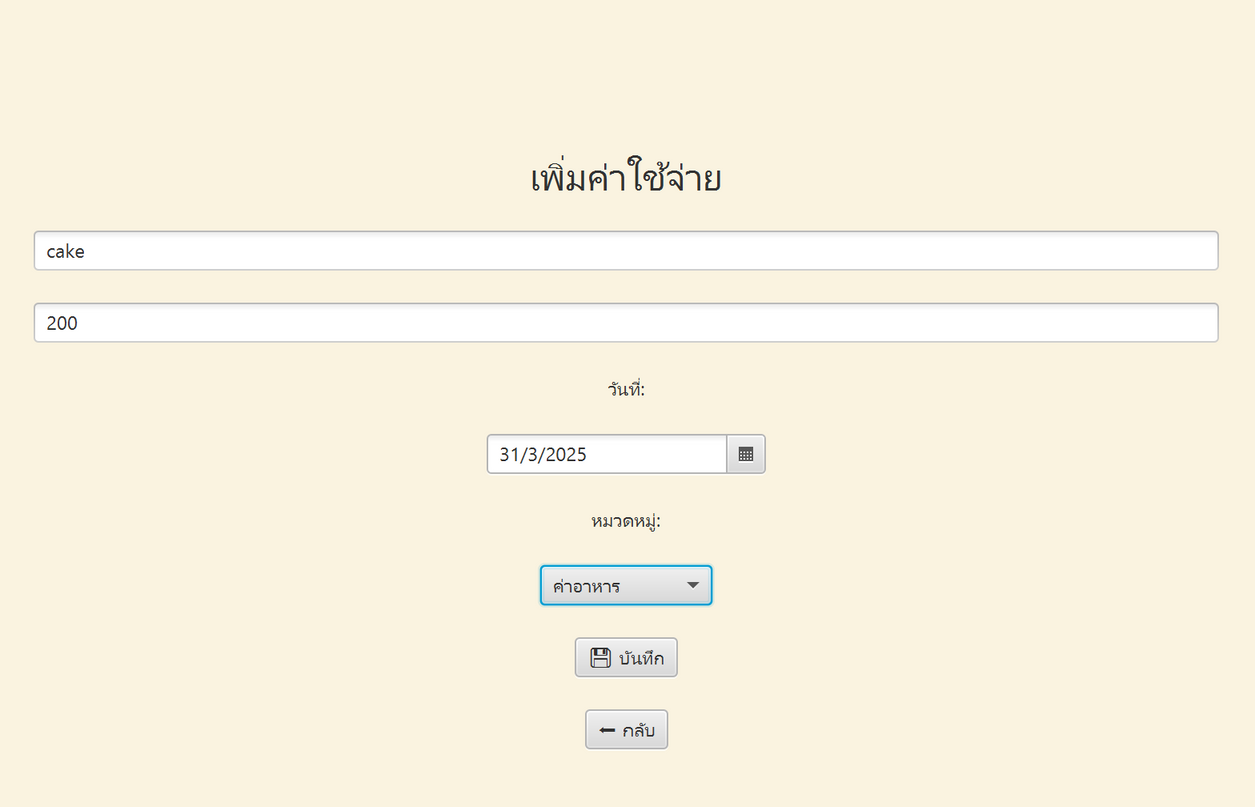 เพิ่มค่าใช้จ่าย
cake
200
วันที่:
31/3/2025
หมวดหมู่:
ค่าอาหาร
บันทึก
กลับ